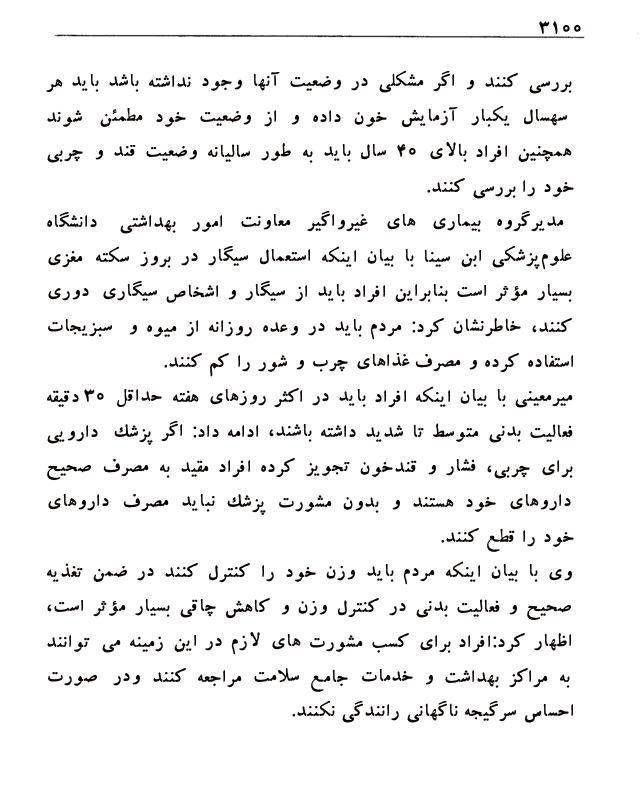 ۳۱۰۰
بررسی کنند و اگر مشکلی در وضعیت آنها وجود نداشته باشد باید هر
سهسال یکبار آزمایش خون داده و از وضعیت خود مطمئن شوند
همچنین افراد بالای ۴۰ سال باید به طور سالیانه وضعیت قند و چربی
خود را بررسی کنند.
مدیرگروه بیماری های غیرواگیر معاونت امور بهداشتی دانشگاه
علوم‌پزشکی ابن سینا با بیان اینکه استعمال سیگار در بروز سکته مغزی
بسیار مؤثر است بنابراین افراد باید از سیگار و اشخاص سیگاری دوری
کنند، خاطرنشان کرد: مردم باید در وعده روزانه از میوه و سبزیجات
استفاده کرده و مصرف غذاهای چرب و شور را کم کنند.
میرمعینی با بیان اینکه افراد باید در اکثر روزهای هفته حداقل ۳۰ دقیقه
فعالیت بدنی متوسط تا شدید داشته باشند، ادامه داد: اگر پزشك دارویی
برای چربی، فشار و قندخون تجویز کرده افراد مقید به مصرف صحیح
داروهای خود هستند و بدون مشورت پزشك نباید مصرف داروهای
خود را قطع کنند.
وی با بیان اینکه مردم باید وزن خود را کنترل کنند در ضمن تغذیه
صحیح و فعالیت بدنی در کنترل وزن و کاهش چاقی بسیار مؤثر است،
اظهار کرد:افراد برای کسب مشورت های لازم در این زمینه می توانند
به مراکز بهداشت و خدمات جامع سلامت مراجعه کنند ودر صورت
احساس سرگیجه ناگهانی رانندگی نکنند.